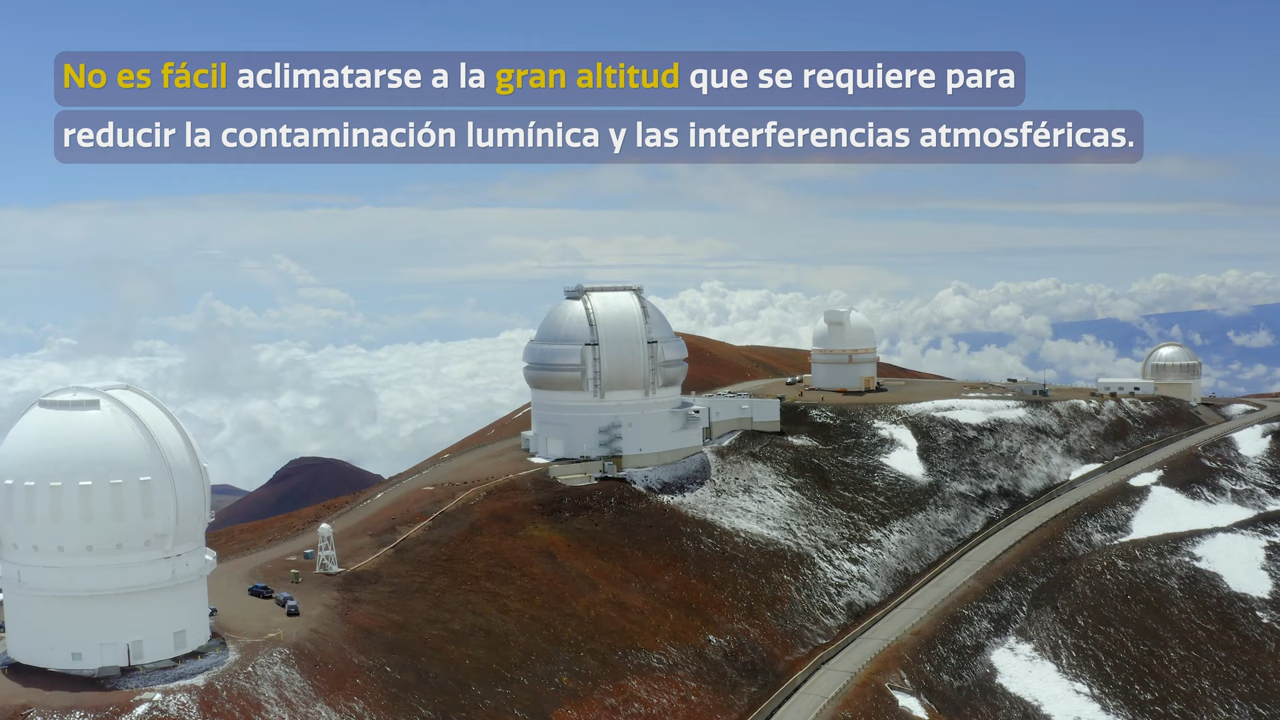 No es fácil aclimatarse a la gran altitud que se requiere para
reducir la contaminación lumínica y las interferencias atmosféricas.